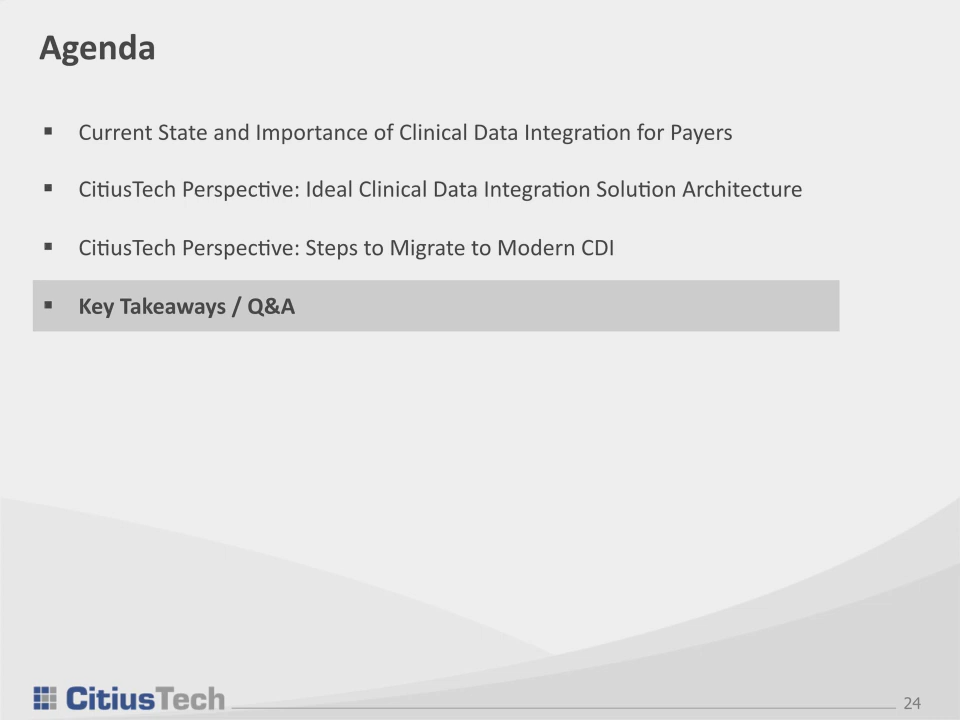 Agenda
▪ Current State and Importance of Clinical Data Integration for Payers
▪ CitiusTech Perspective: Ideal Clinical Data Integration Solution Architecture
▪ CitiusTech Perspective: Steps to Migrate to Modern CDI
▪ Key Takeaways / Q&A
CitiusTech
24